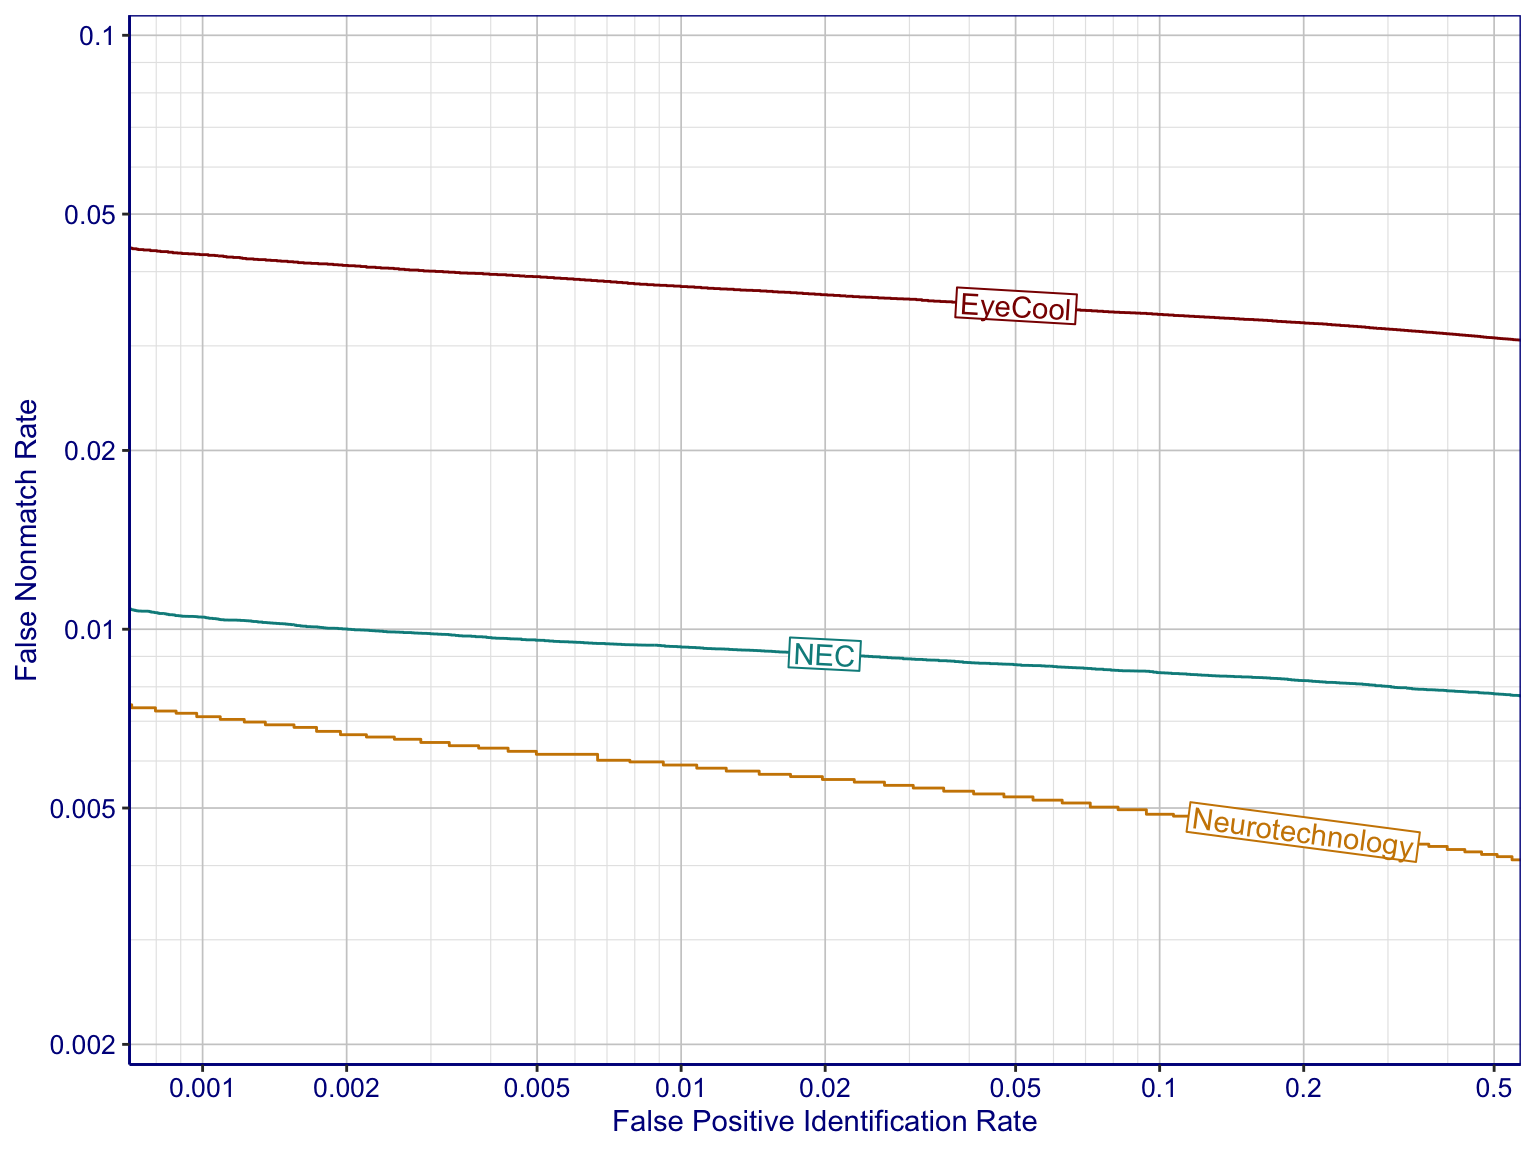 0.1
0.05
0.02
0.01
0.005
0.002
False Nonmatch Rate
EyeCool
NEC
Neurotechnology
0.001 0.002 0.005 0.01 0.02 0.05 0.1 0.2 0.5
False Positive Identification Rate